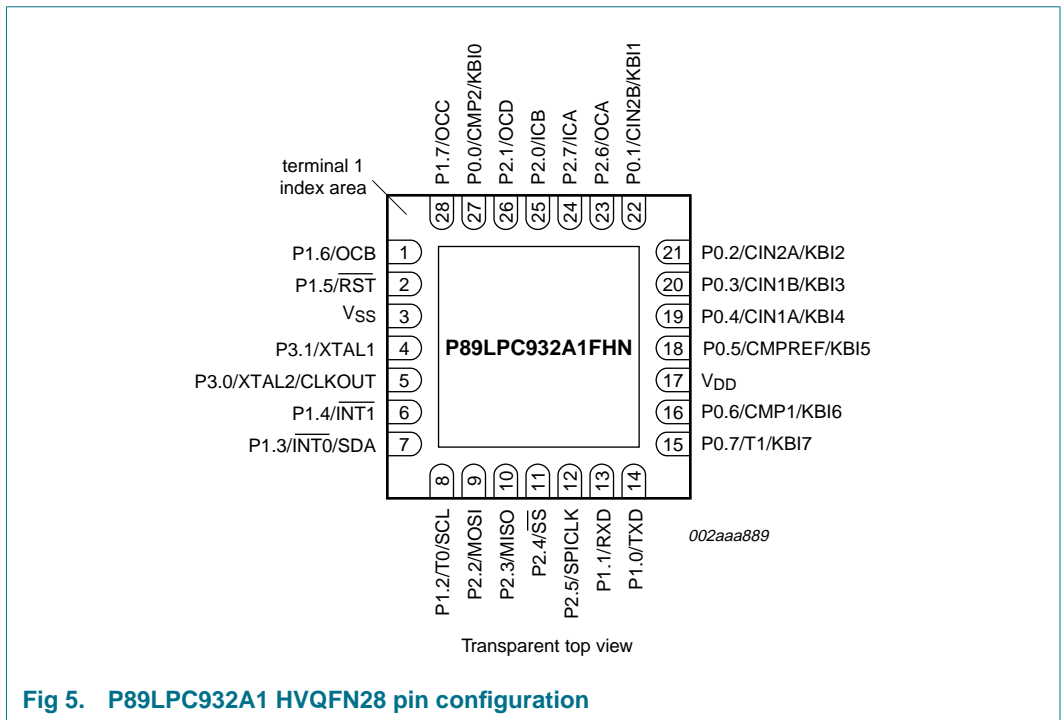 P1.7/OCC
P0.0/CMP2/KBI0
P2.1/OCD
P2.0/ICB
P2.7/ICA
P2.6/OCA
P0.1/CIN2B/KBI1
terminal 1
index area
28
27
26
25
24
23
22
P1.6/OCB 1
P1.5/RST 2
VSS 3
P3.1/XTAL1 4
P3.0/XTAL2/CLKOUT 5
P1.4/INT1 6
P1.3/INT0/SDA 7
P89LPC932A1FHN
21 P0.2/CIN2A/KBI2
20 P0.3/CIN1B/KBI3
19 P0.4/CIN1A/KBI4
18 P0.5/CMPREF/KBI5
17 VDD
16 P0.6/CMP1/KBI6
15 P0.7/T1/KBI7
8
9
10
11
12
13
14
P1.2/T0/SCL
P2.2/MOSI
P2.3/MISO
P2.4/SS
P2.5/SPICLK
P1.1/RXD
P1.0/TXD
002aaa889
Transparent top view
Fig 5. P89LPC932A1 HVQFN28 pin configuration